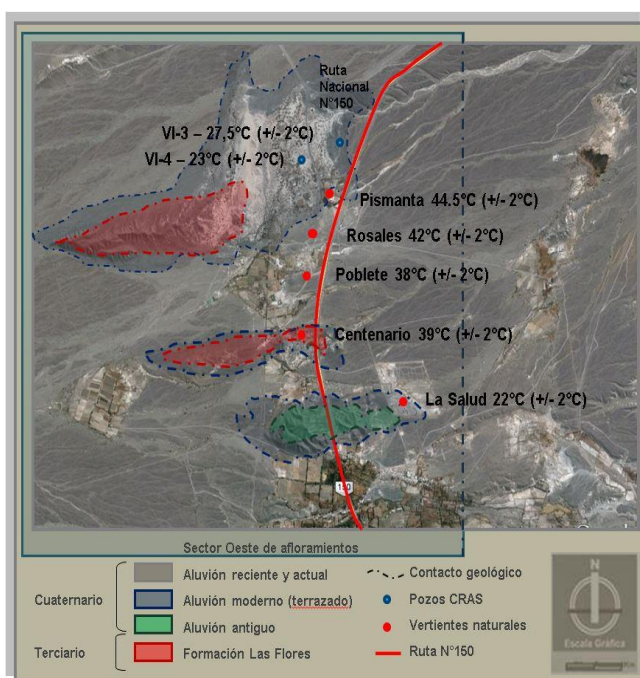 Ruta
Nacional
N°150
VI-3 – 27,5°C (+/- 2°C)
VI-4 – 23°C (+/- 2°C)
Pismanta 44.5°C (+/- 2°C)
Rosales 42°C (+/- 2°C)
Poblete 38°C (+/- 2°C)
Centenario 39°C (+/- 2°C)
La Salud 22°C (+/- 2°C)
150
Sector Oeste de afloramientos
Cuaternario
Aluvión reciente y actual
Aluvión moderno (terrazado)
Aluvión antiguo
Terciario
Formación Las Flores
Contacto geológico
Pozos CRAS
Vertientes naturales
Ruta N°150
N
Escala Gráfica